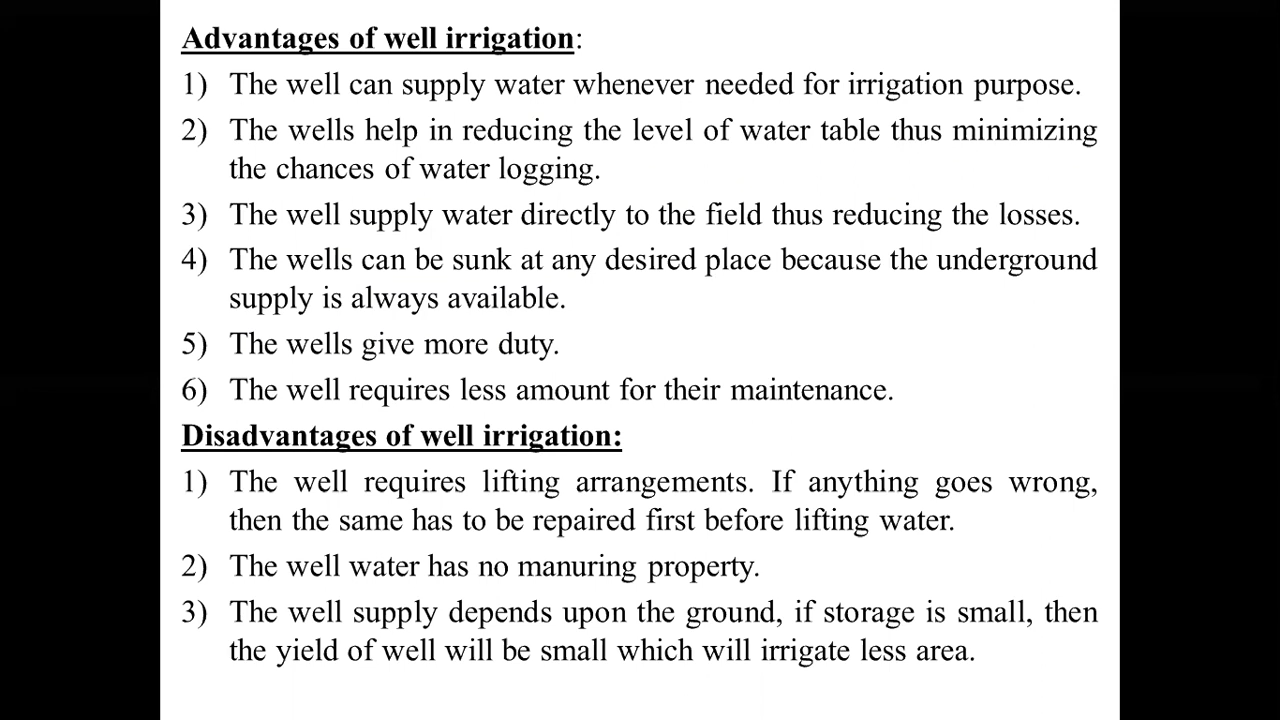 Advantages of well irrigation:
1) The well can supply water whenever needed for irrigation purpose.
2) The wells help in reducing the level of water table thus minimizing
the chances of water logging.
3) The well supply water directly to the field thus reducing the losses.
4) The wells can be sunk at any desired place because the underground
supply is always available.
5) The wells give more duty.
6) The well requires less amount for their maintenance.
Disadvantages of well irrigation:
1) The well requires lifting arrangements. If anything goes wrong,
then the same has to be repaired first before lifting water.
2) The well water has no manuring property.
3) The well supply depends upon the ground, if storage is small, then
the yield of well will be small which will irrigate less area.